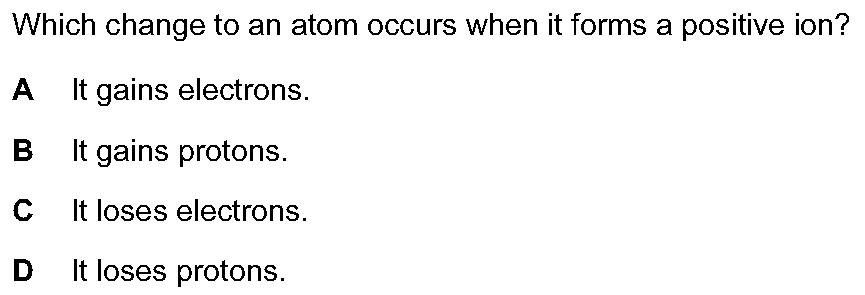 Which change to an atom occurs when it forms a positive ion?
A It gains electrons.
B It gains protons.
C It loses electrons.
D It loses protons.